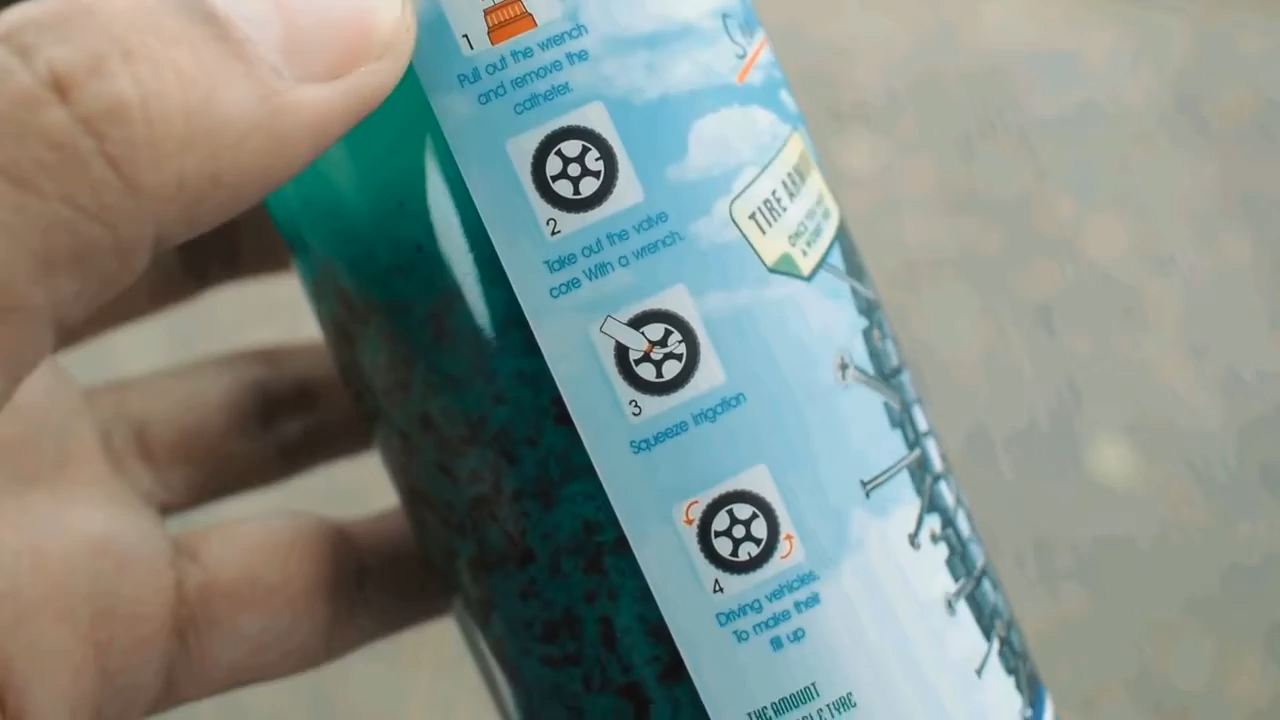 1
Pull out the wrench
and remove the
catheter.
2
Take out the valve
core With a wrench.
3
Squeeze irrigation
4
Driving vehicles.
To make their
fill up
THE AMOUNT
TYRE
TIRE